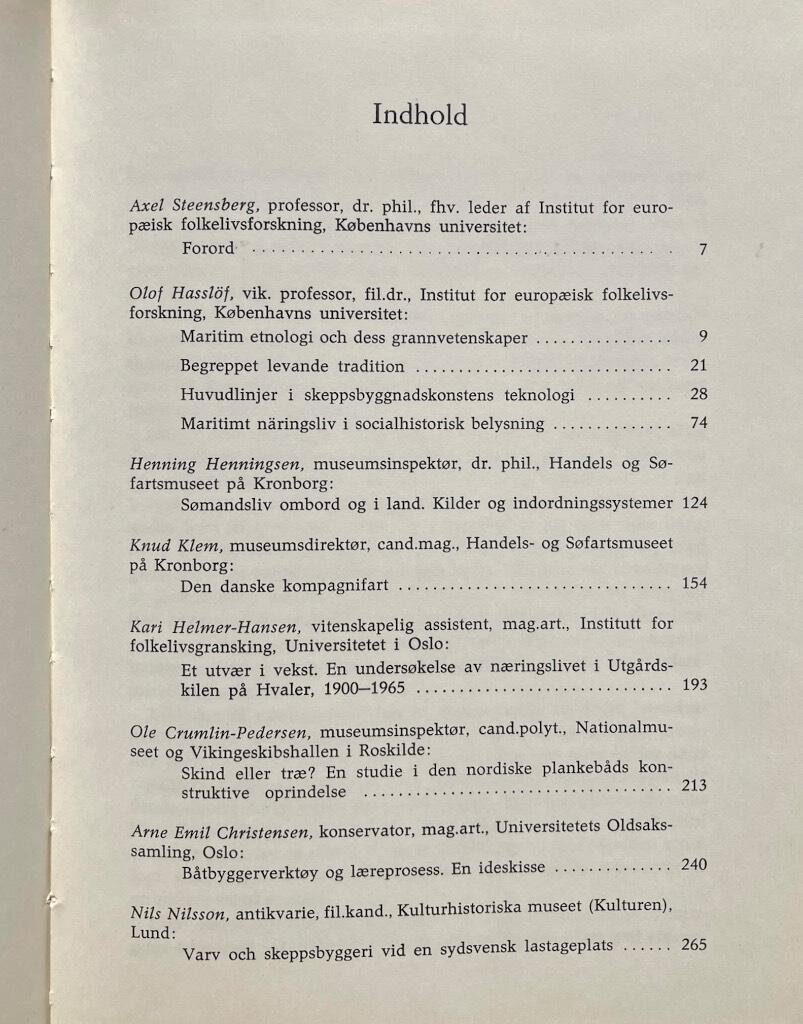 Indhold
Axel Steensberg, professor, dr. phil., fhv. leder af Institut for euro-
pæisk folkelivsforskning, Københavns universitet:
Forord ........................................ 7
Olof Hasslöf, vik. professor, fil.dr., Institut for europæisk folkelivs-
forskning, Københavns universitet:
Maritim etnologi och dess grannvetenskaper ................ 9
Begreppet levande tradition .............................. 21
Huvudlinjer i skeppsbyggnadskonstens teknologi .......... 28
Maritimt näringsliv i socialhistorisk belysning .............. 74
Henning Henningsen, museumsinspektør, dr. phil., Handels og Sø-
fartsmuseet på Kronborg:
Sømandsliv ombord og i land. Kilder og indordningssystemer 124
Knud Klem, museumsdirektør, cand.mag., Handels- og Søfartsmuseet
på Kronborg:
Den danske kompagnifart ................................ 154
Kari Helmer-Hansen, vitenskapelig assistent, mag.art., Institutt for
folkelivsgransking, Universitetet i Oslo:
Et utvær i vekst. En undersøkelse av næringslivet i Utgårds-
kilen på Hvaler, 1900–1965 .............................. 193
Ole Crumlin-Pedersen, museumsinspektør, cand.polyt., Nationalmu-
seet og Vikingeskibshallen i Roskilde:
Skind eller træ? En studie i den nordiske plankebåds kon-
struktive oprindelse .................................... 213
Arne Emil Christensen, konservator, mag.art., Universitetets Oldsaks-
samling, Oslo:
Båtbyggerverktøy og læreprosess. En ideskisse .............. 240
Nils Nilsson, antikvarie, fil.kand., Kulturhistoriska museet (Kulturen),
Lund:
Varv och skeppsbyggeri vid en sydsvensk lastageplats ...... 265